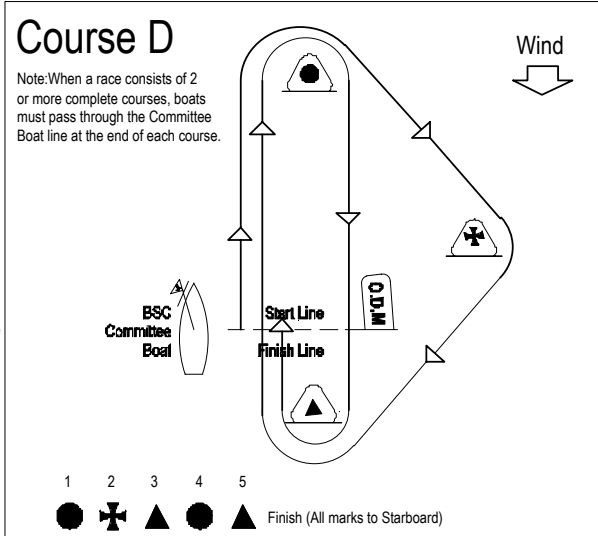 Course D
Wind
Note:When a race consists of 2
or more complete courses, boats
must pass through the Committee
Boat line at the end of each course.
O.D.M
BSC
Committee
Boat
Start Line
Finish Line
1 2 3 4 5
Finish (All marks to Starboard)